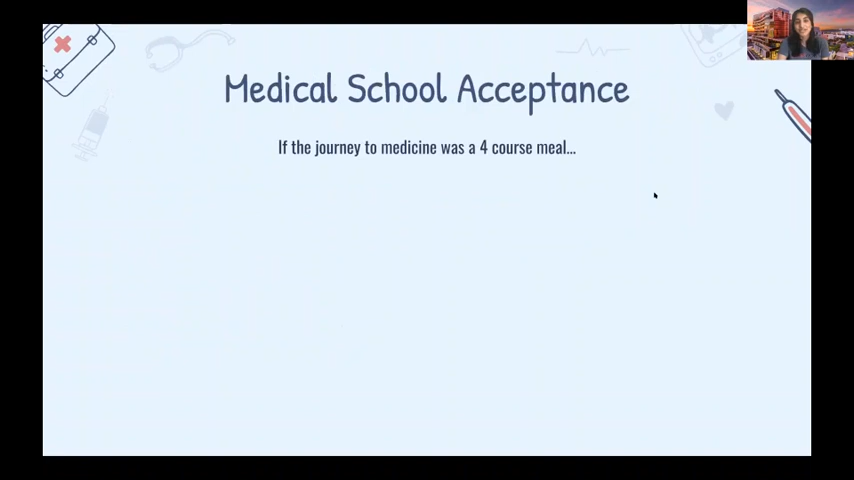 Medical School Acceptance
If the journey to medicine was a 4 course meal...